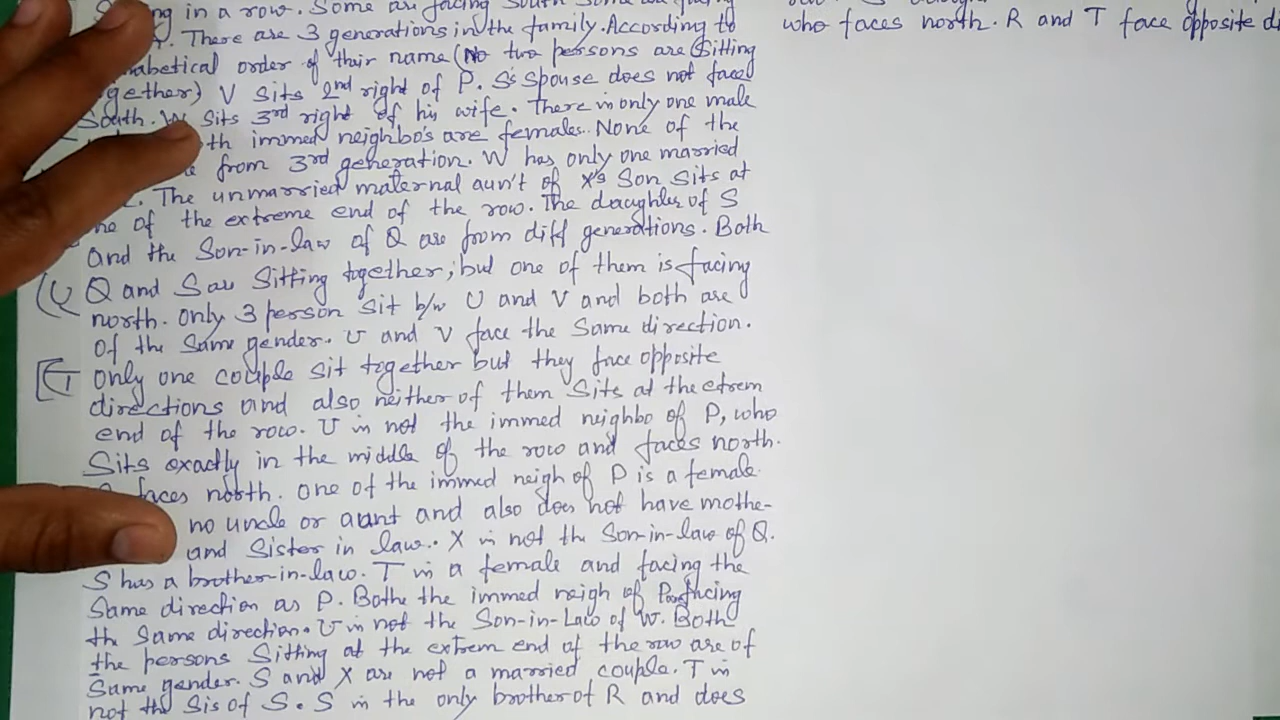 ng in a row. Some are facing South some are facing
. There are 3 generations in the family. According to
abetical order of their name (No two persons are Sitting
gether) V Sits 2nd right of P. S's Spouse does not face
South. W Sits 3rd right of his wife. There is only one male
th immed neighbo's are females. None of the
from 3rd generation. W has only one married
. The unmarried maternal aun't of X's Son Sits at
ne of the extreme end of the row. The daughter of S
and the Son-in-law of Q are from diff generations. Both
Q and S are Sitting together, but one of them is facing
north. Only 3 person sit b/w U and V and both are
of the Same gender. U and V face the Same direction.
Only one couple sit together but they face opposite
directions and also neither of them Sits at the extrem
end of the row. U is not the immed neighbo of P, who
Sits exactly in the middle of the row and faces north.
faces north. One of the immed neigh of P is a female.
no uncle or aunt and also does not have mothe-
and Sister in law. X is not the Son-in-law of Q.
S has a brother-in-law. T is a female and facing the
Same direction as P. Bothe the immed neigh of P are facing
the Same direction. U is not the Son-in-Law of W. Both
the persons Sitting at the extrem end of the row are of
Same gender. S and X are not a married couple. T is
not the Sis of S. S is the only brother of R and does
who faces north. R and T face opposite di